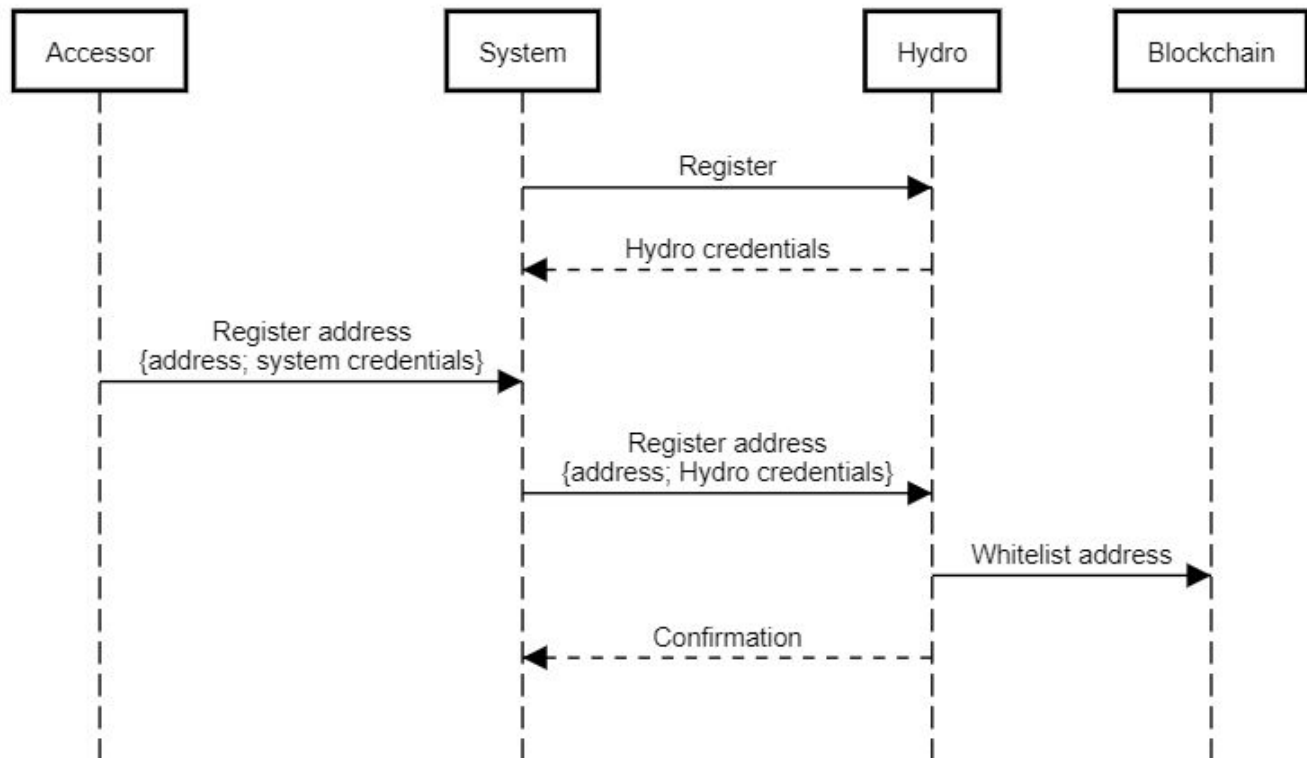 Accessor
System
Hydro
Blockchain
Register
Hydro credentials
Register address
{address; system credentials}
Register address
{address; Hydro credentials}
Whitelist address
Confirmation